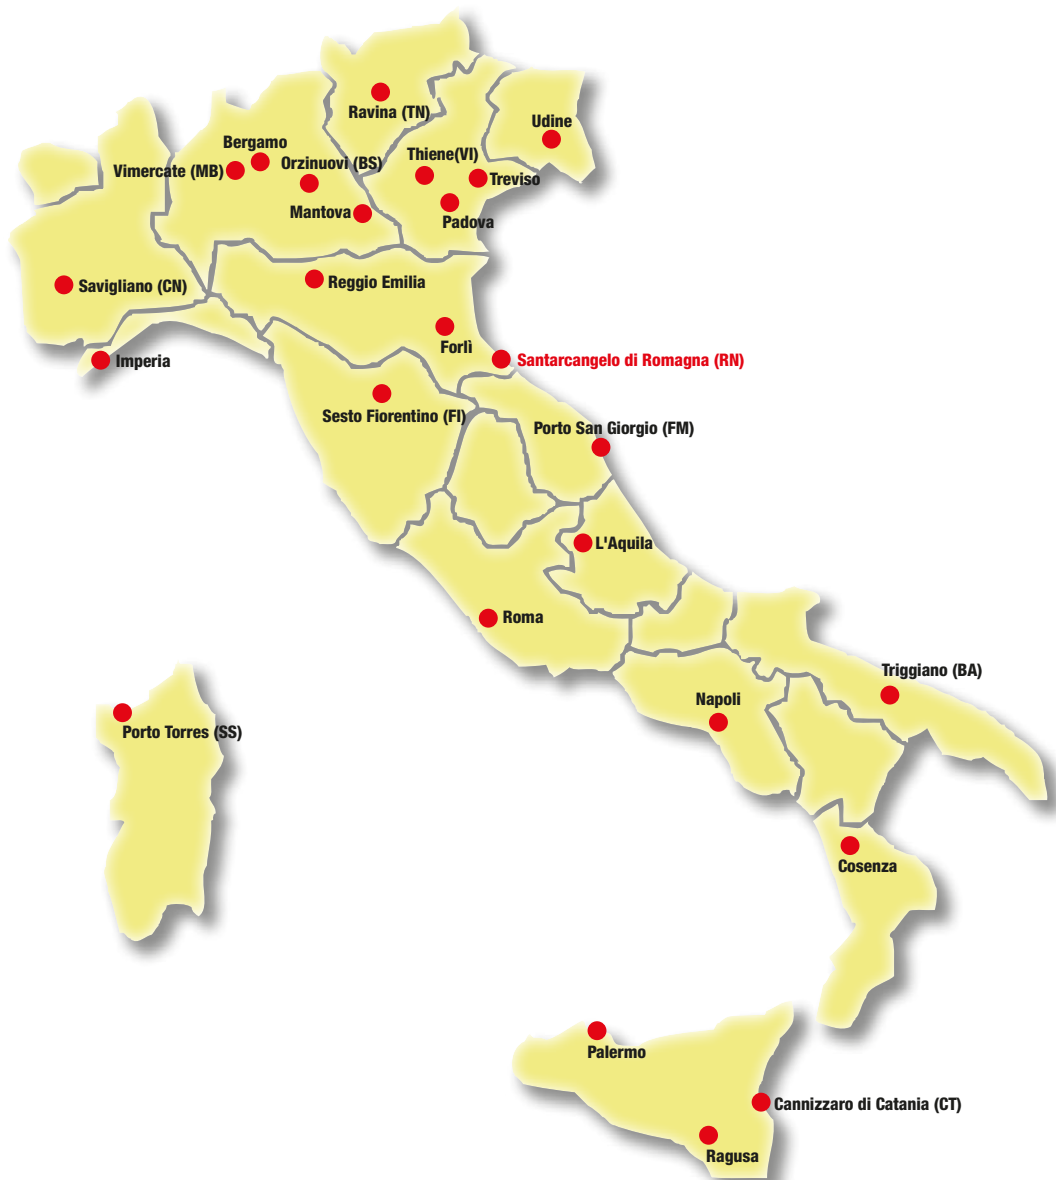 Ravina (TN)
Udine
Bergamo
Thiene(VI)
Orzinuovi (BS)
Vimercate (MB)
Treviso
Mantova
Padova
Savigliano (CN)
Reggio Emilia
Forlì
Imperia
Santarcangelo di Romagna (RN)
Sesto Fiorentino (FI)
Porto San Giorgio (FM)
L'Aquila
Roma
Triggiano (BA)
Napoli
Porto Torres (SS)
Cosenza
Palermo
Cannizzaro di Catania (CT)
Ragusa